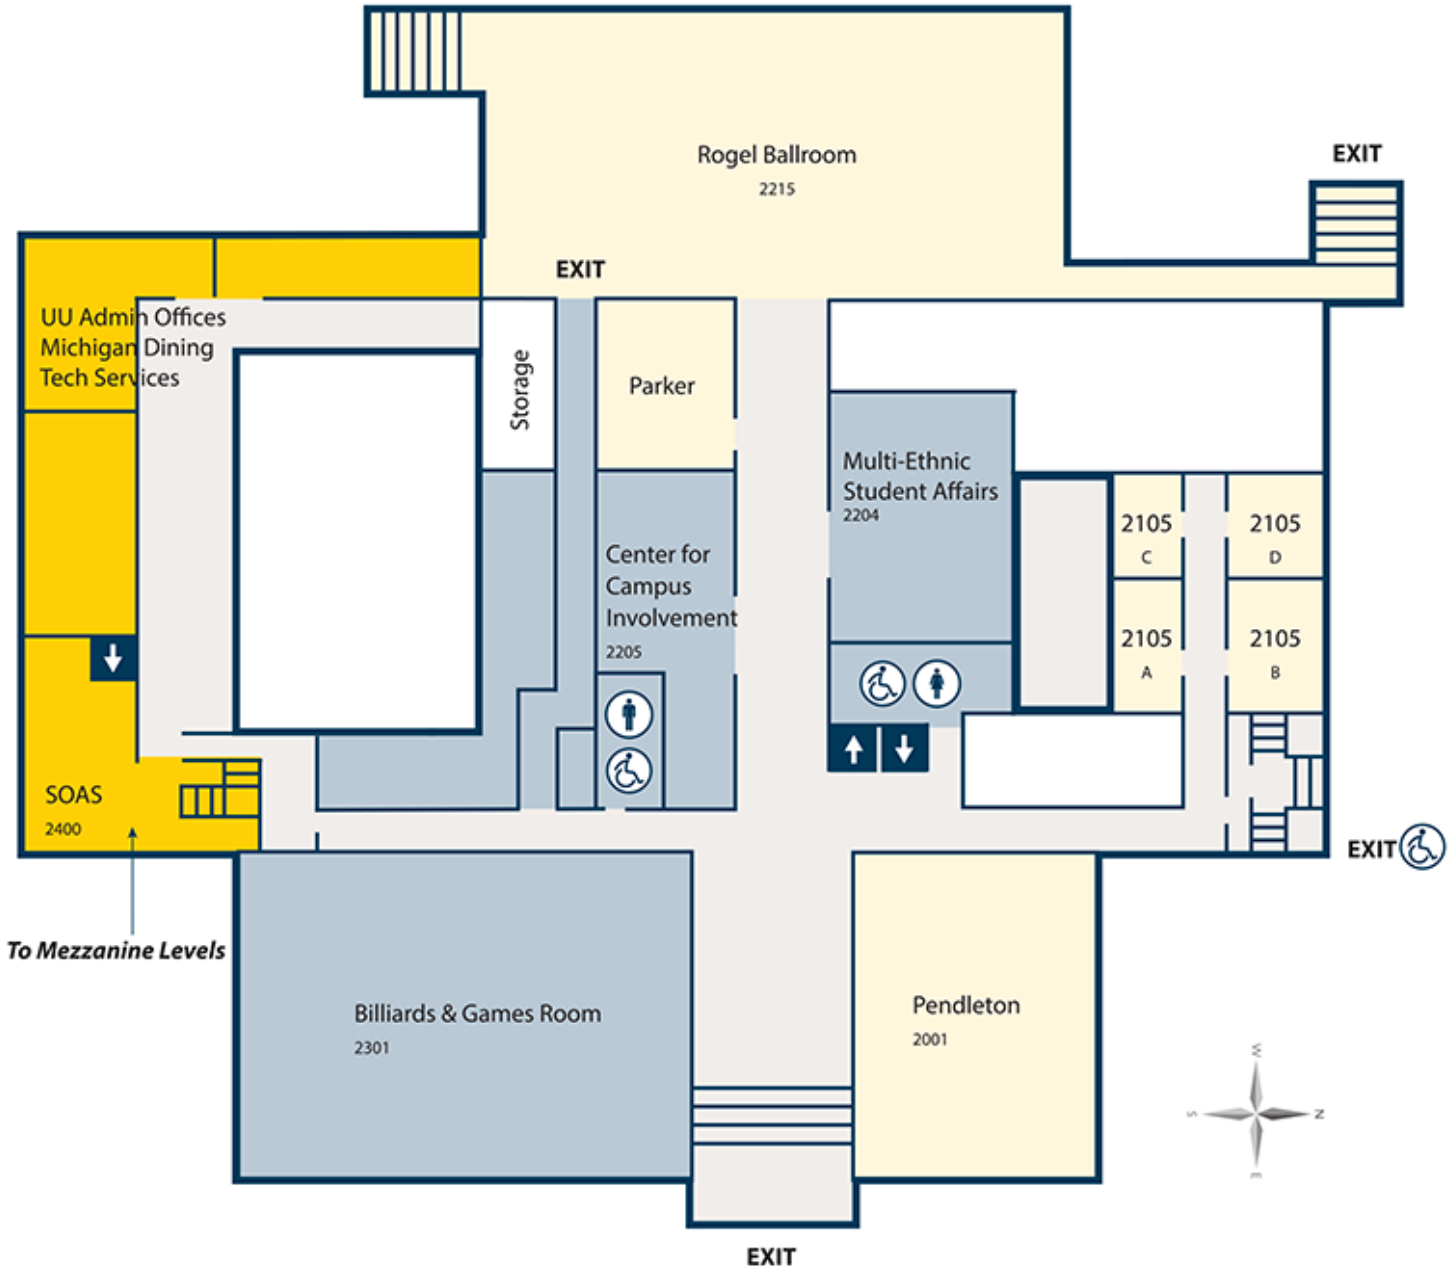 Rogel Ballroom
2215
EXIT
EXIT
UU Admin Offices
Michigan Dining
Tech Services
Storage
Parker
Multi-Ethnic
Student Affairs
2204
Center for
Campus
Involvement
2205
2105
C
2105
D
2105
A
2105
B
SOAS
2400
EXIT
To Mezzanine Levels
Billiards & Games Room
2301
Pendleton
2001
W
S
N
E
EXIT